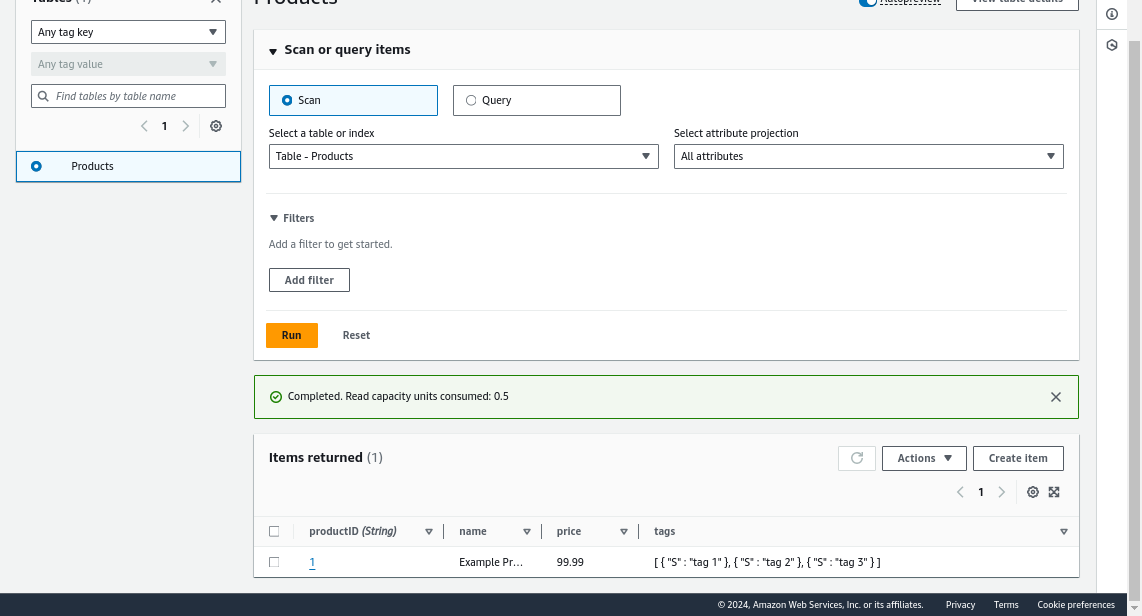 Tables (1)
Products
Autopreview
View table details
Any tag key
Any tag value
Find tables by table name
1
Products
Scan or query items
Scan
Query
Select a table or index
Select attribute projection
Table - Products
All attributes
Filters
Add a filter to get started.
Add filter
Run
Reset
Completed. Read capacity units consumed: 0.5
Items returned (1)
Actions
Create item
1
productID (String)
name
price
tags
1
Example Pr...
99.99
[ { "S" : "tag 1" }, { "S" : "tag 2" }, { "S" : "tag 3" } ]
© 2024, Amazon Web Services, Inc. or its affiliates.
Privacy
Terms
Cookie preferences